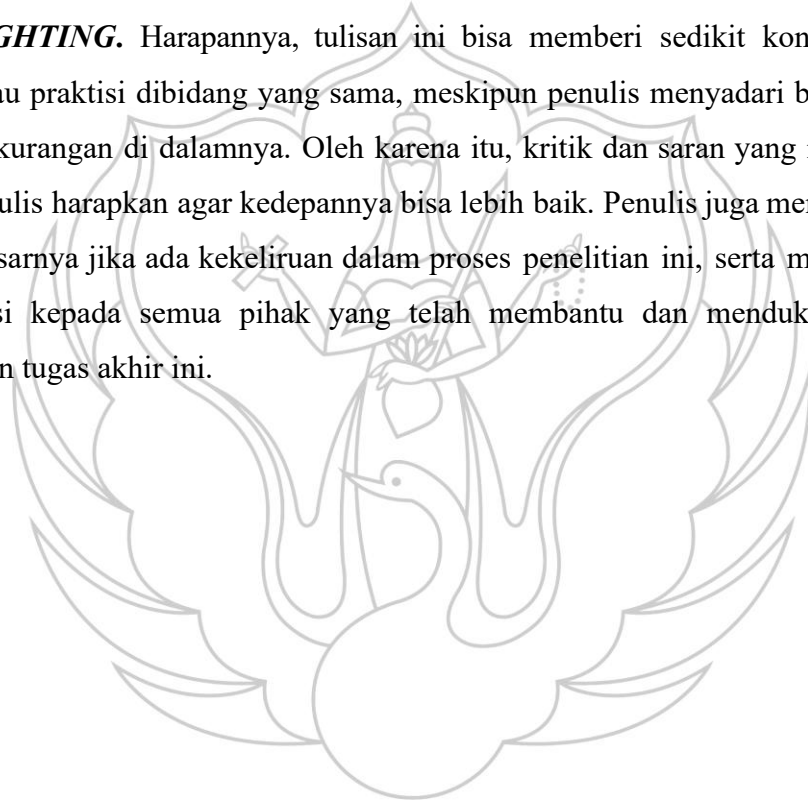 GHTING. Harapannya, tulisan ini bisa memberi sedikit kon
au praktisi dibidang yang sama, meskipun penulis menyadari b
kurangan di dalamnya. Oleh karena itu, kritik dan saran yang
ulis harapkan agar kedepannya bisa lebih baik. Penulis juga mer
sarnya jika ada kekeliruan dalam proses penelitian ini, serta m
si kepada semua pihak yang telah membantu dan menduk
n tugas akhir ini.